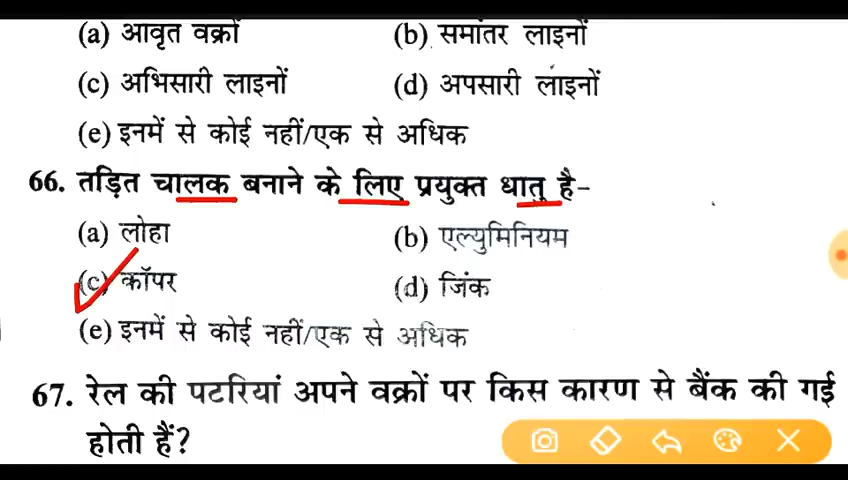 (a) आवृत वक्रों (b) समांतर लाइनों
(c) अभिसारी लाइनों (d) अपसारी लाइनों
(e) इनमें से कोई नहीं/एक से अधिक
66. तड़ित चालक बनाने के लिए प्रयुक्त धातु है–
(a) लोहा (b) एल्युमिनियम
(c) कॉपर (d) जिंक
(e) इनमें से कोई नहीं/एक से अधिक
67. रेल की पटरियां अपने वक्रों पर किस कारण से बैंक की गई
होती हैं?